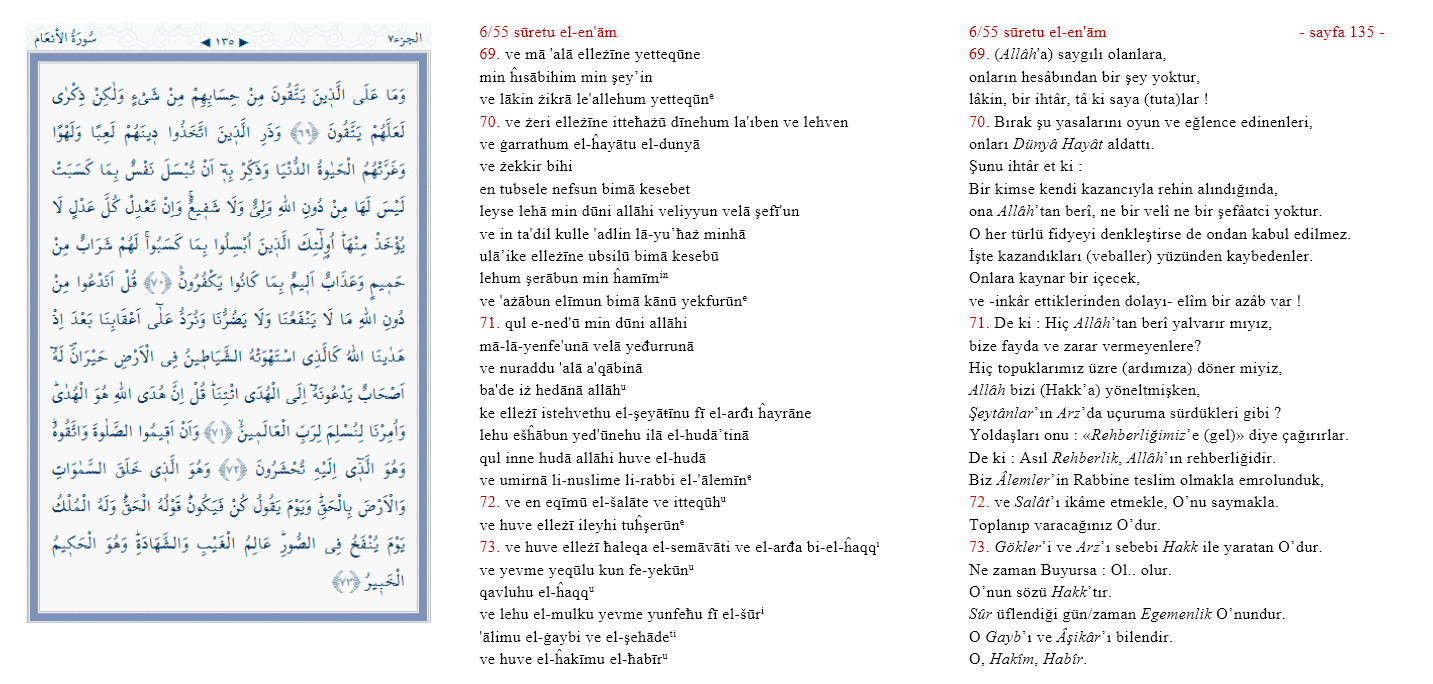 سُورَةُ الْاَنْعَامِ ◀ ١٣٥ ▶ الجزء٧
وَمَا عَلَى الَّذ۪ينَ يَتَّقُونَ مِنْ حِسَابِهِمْ مِنْ شَيْءٍ وَلٰكِنْ ذِكْرٰى
لَعَلَّهُمْ يَتَّقُونَ ﴿٦٩﴾ وَذَرِ الَّذ۪ينَ اتَّخَذُوا د۪ينَهُمْ لَعِبًا وَلَهْوًا
وَغَرَّتْهُمُ الْحَيٰوةُ الدُّنْيَا وَذَكِّرْ بِه۪ٓ اَنْ تُبْسَلَ نَفْسٌ بِمَا كَسَبَتْۗ
لَيْسَ لَهَا مِنْ دُونِ اللّٰهِ وَلِيٌّ وَلَا شَف۪يعٌۚ وَاِنْ تَعْدِلْ كُلَّ عَدْلٍ لَا
يُؤْخَذْ مِنْهَاۜ اُو۬لٰٓئِكَ الَّذ۪ينَ اُبْسِلُوا بِمَا كَسَبُواۚ لَهُمْ شَرَابٌ مِنْ
حَم۪يمٍ وَعَذَابٌ اَل۪يمٌ بِمَا كَانُوا يَكْفُرُونَ۟ ﴿٧٠﴾ قُلْ اَنَدْعُوا مِنْ
دُونِ اللّٰهِ مَا لَا يَنْفَعُنَا وَلَا يَضُرُّنَا وَنُرَدُّ عَلٰٓى اَعْقَابِنَا بَعْدَ اِذْ
هَدٰينَا اللّٰهُ كَالَّذِي اسْتَهْوَتْهُ الشَّيَاط۪ينُ فِي الْاَرْضِ حَيْرَانَۖ لَهُٓ
اَصْحَابٌ يَدْعُونَهُٓ اِلَى الْهُدَى ائْتِنَاۜ قُلْ اِنَّ هُدَى اللّٰهِ هُوَ الْهُدٰىۜ
وَاُمِرْنَا لِنُسْلِمَ لِرَبِّ الْعَالَم۪ينَۙ ﴿٧١﴾ وَاَنْ اَق۪يمُوا الصَّلٰوةَ وَاتَّقُوهُۜ
وَهُوَ الَّذ۪ٓي اِلَيْهِ تُحْشَرُونَ ﴿٧٢﴾ وَهُوَ الَّذ۪ي خَلَقَ السَّمٰوَاتِ
وَالْاَرْضَ بِالْحَقِّۜ وَيَوْمَ يَقُولُ كُنْ فَيَكُونُۜ قَوْلُهُ الْحَقُّۜ وَلَهُ الْمُلْكُ
يَوْمَ يُنْفَخُ فِي الصُّورِۜ عَالِمُ الْغَيْبِ وَالشَّهَادَةِۜ وَهُوَ الْحَك۪يمُ
الْخَب۪يرُ ﴿٧٣﴾
6/55 sūretu el-en'ām
69. ve mā 'alā elleżīne yetteqūne
min ĥısābihim min şey’in
ve lākin żikrā le'allehum yetteqūnᵉ
70. ve żeri elleżīne itteħażū dīnehum la'ıben ve lehven
ve ġarrathum el-ĥayātu el-dunyā
ve żekkir bihi
en tubsele nefsun bimā kesebet
leyse lehā min dūni allāhi veliyyun velā şefī'un
ve in ta'dil kulle 'adlin lā-yu’ħaż minhā
ulā’ike elleżīne ubsilū bimā kesebū
lehum şerābun min ĥamīmⁱⁿ
ve 'ażābun elīmun bimā kānū yekfurūnᵉ
71. qul e-ned'ū min dūni allāhi
mā-lā-yenfe'unā velā yeđurrunā
ve nuraddu 'alā a'qābinā
ba'de iż hedānā allāhᵘ
ke elleżī istehvethu el-şeyāŧīnu fī el-arđı ĥayrāne
lehu ešĥābun yed'ūnehu ilā el-hudā’tinā
qul inne hudā allāhi huve el-hudā
ve umirnā li-nuslime li-rabbi el-'ālemīnᵉ
72. ve en eqīmū el-šalāte ve itteqūhᵘ
ve huve elleżī ileyhi tuĥşerūnᵉ
73. ve huve elleżī ħaleqa el-semāvāti ve el-arđa bi-el-ĥaqqⁱ
ve yevme yeqūlu kun fe-yekūnᵘ
qavluhu el-ĥaqqᵘ
ve lehu el-mulku yevme yunfeħu fī el-šūrⁱ
'ālimu el-ġaybi ve el-şehādeᵗⁱ
ve huve el-ĥakīmu el-ħabīrᵘ
6/55 sūretu el-en'ām - sayfa 135 -
69. (Allâh'a) saygılı olanlara,
onların hesâbından bir şey yoktur,
lâkin, bir ihtâr, tâ ki saya (tuta)lar !
70. Bırak şu yasalarını oyun ve eğlence edinenleri,
onları Dünyâ Hayât aldattı.
Şunu ihtâr et ki :
Bir kimse kendi kazancıyla rehin alındığında,
ona Allâh’tan berî, ne bir velî ne bir şefâatci yoktur.
O her türlü fidyeyi denkleştirse de ondan kabul edilmez.
İşte kazandıkları (veballer) yüzünden kaybedenler.
Onlara kaynar bir içecek,
ve -inkâr ettiklerinden dolayı- elîm bir azâb var !
71. De ki : Hiç Allâh’tan berî yalvarır mıyız,
bize fayda ve zarar vermeyenlere?
Hiç topuklarımız üzre (ardımıza) döner miyiz,
Allâh bizi (Hakk’a) yöneltmişken,
Şeytânlar’ın Arz’da uçuruma sürdükleri gibi ?
Yoldaşları onu : «Rehberliğimiz’e (gel)» diye çağırırlar.
De ki : Asıl Rehberlik, Allâh’ın rehberliğidir.
Biz Âlemler’in Rabbine teslim olmakla emrolunduk,
72. ve Salât’ı ikâme etmekle, O’nu saymakla.
Toplanıp varacağınız O’dur.
73. Gökler’i ve Arz’ı sebebi Hakk ile yaratan O’dur.
Ne zaman Buyursa : Ol.. olur.
O’nun sözü Hakk’tır.
Sûr üflendiği gün/zaman Egemenlik O’nundur.
O Gayb’ı ve Âşikâr’ı bilendir.
O, Hakîm, Habîr.